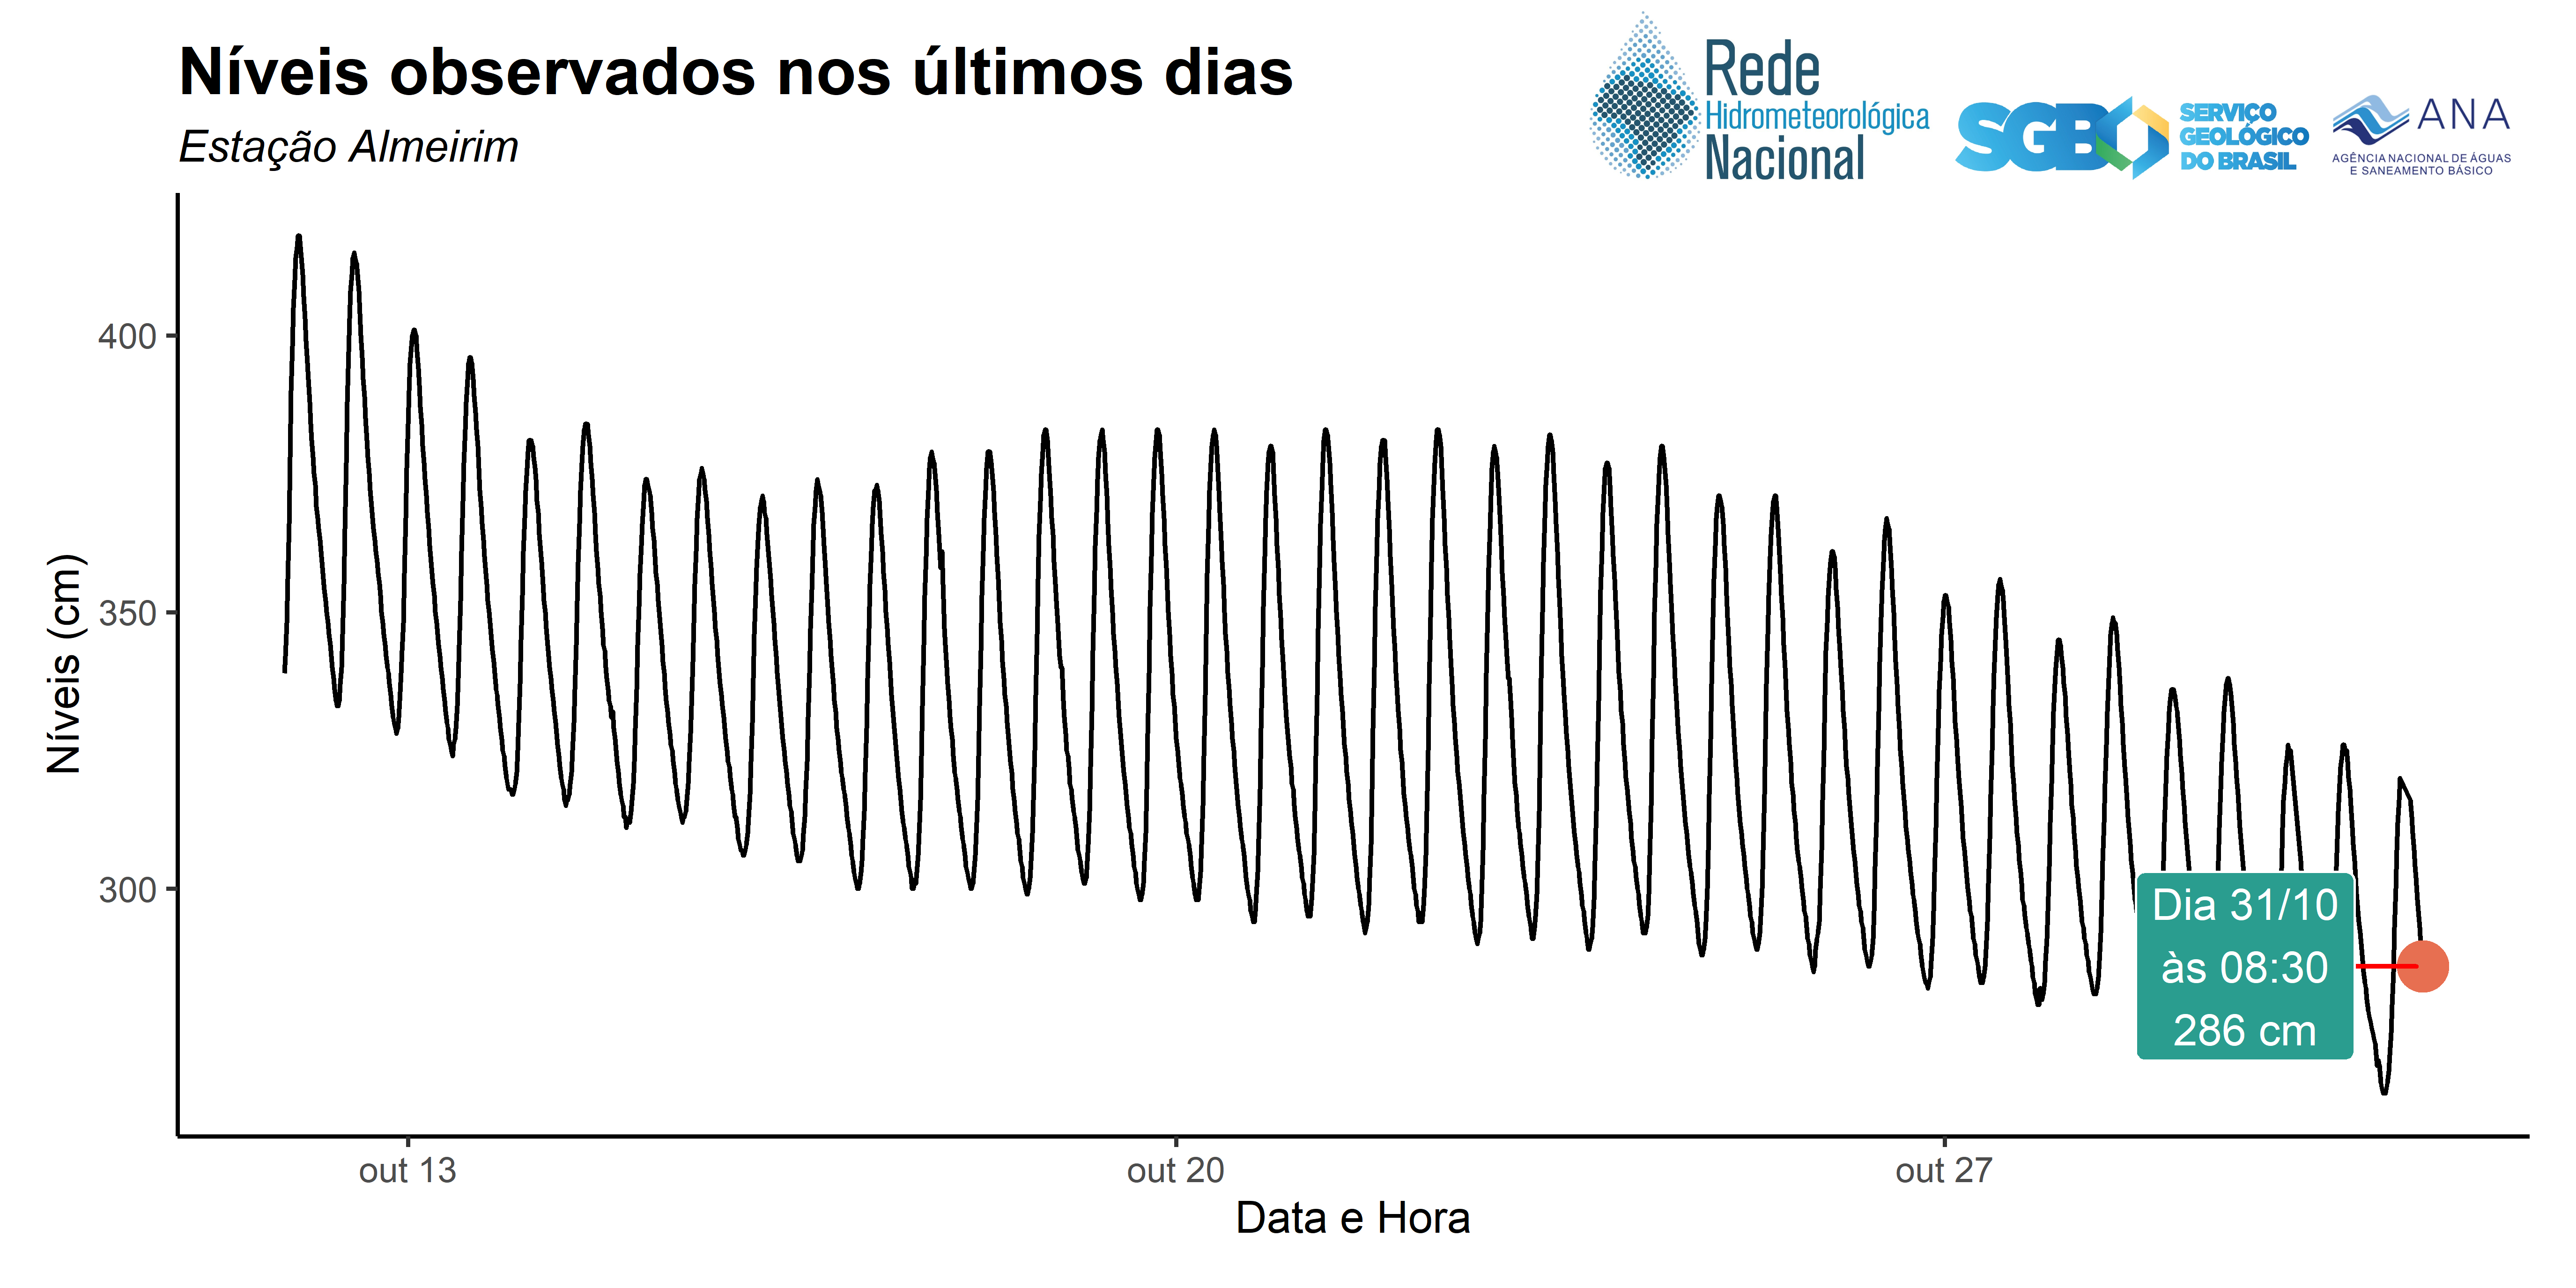 Níveis observados nos últimos dias
Estação Almeirim
Rede
Hidrometeorológica
Nacional
SGB
SERVIÇO
GEOLÓGICO
DO BRASIL
ANA
AGÊNCIA NACIONAL DE ÁGUAS
E SANEAMENTO BÁSICO
Níveis (cm)
400
350
300
Dia 31/10
às 08:30
286 cm
out 13
out 20
out 27
Data e Hora